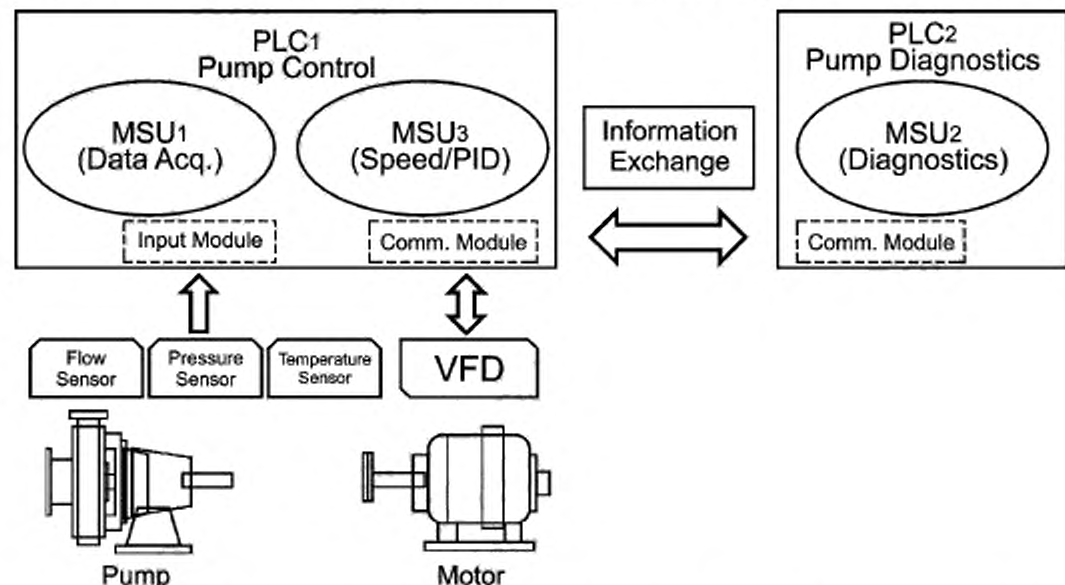 PLC1
Pump Control
MSU1
(Data Acq.)
MSU3
(Speed/PID)
Input Module
Comm. Module
Information
Exchange
PLC2
Pump Diagnostics
MSU2
(Diagnostics)
Comm. Module
Flow
Sensor
Pressure
Sensor
Temperature
Sensor
VFD
Pump
Motor